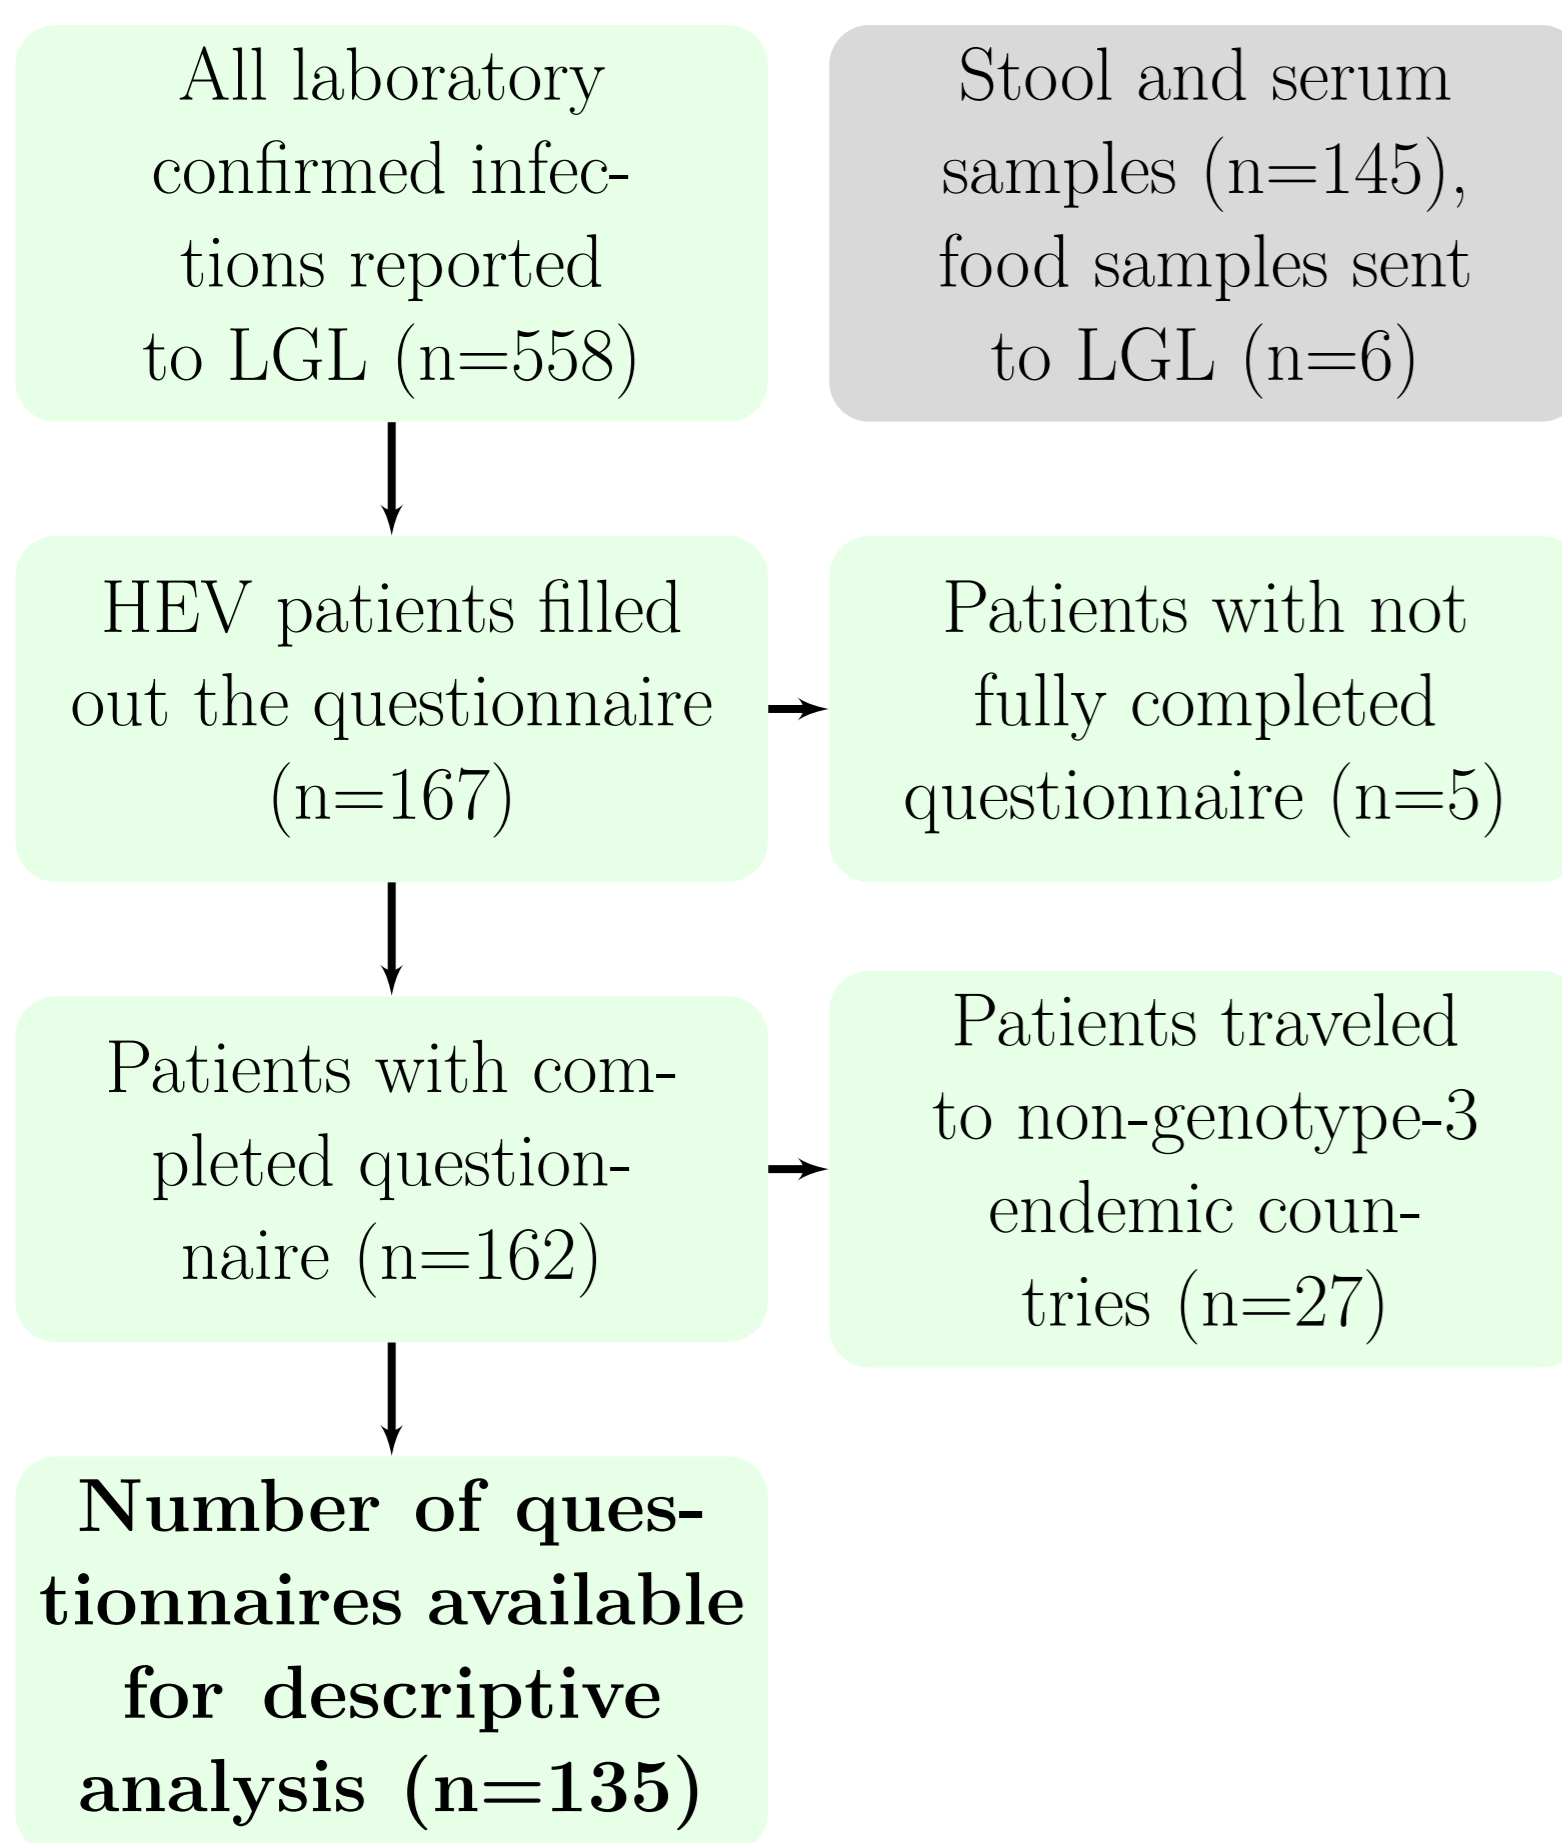 All laboratory
confirmed infec-
tions reported
to LGL (n=558)
Stool and serum
samples (n=145),
food samples sent
to LGL (n=6)
HEV patients filled
out the questionnaire
(n=167)
Patients with not
fully completed
questionnaire (n=5)
Patients with com-
pleted question-
naire (n=162)
Patients traveled
to non-genotype-3
endemic coun-
tries (n=27)
Number of ques-
tionnaires available
for descriptive
analysis (n=135)